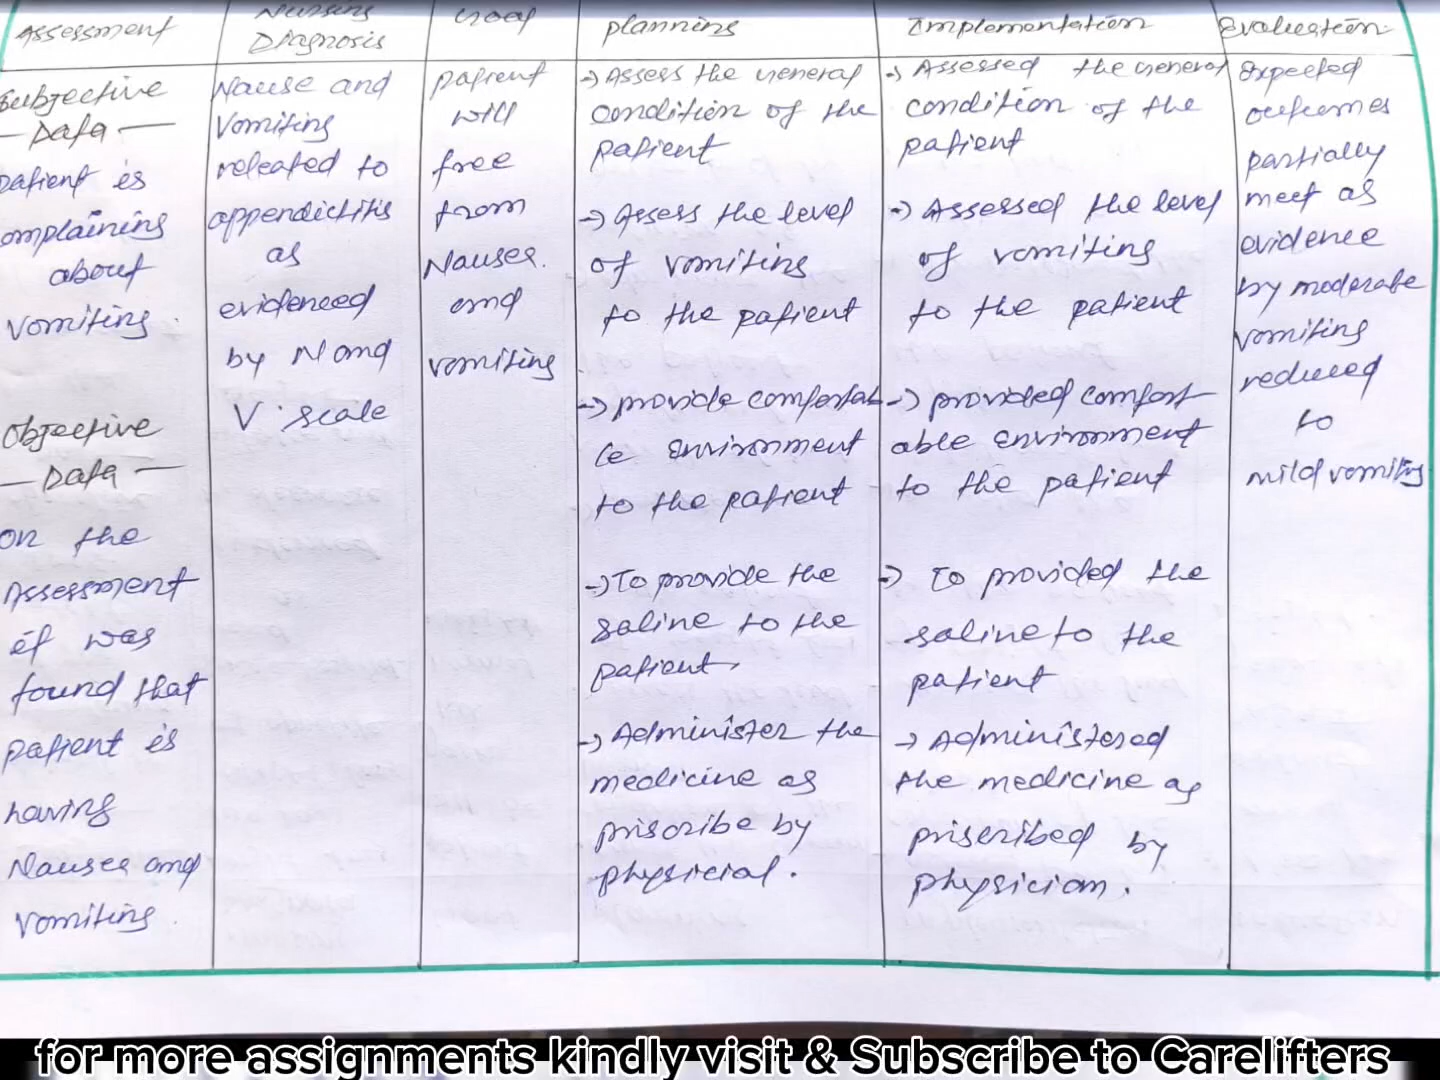 Assessment
Subjective
Data
patient is
omplaining
about
vomiting.
Objective
Data
on the
Assessment
it was
found that
patient is
having
Nausea and
vomiting.
Nursing
Diagnosis
Nause and
Vomiting
releated to
appendictitis
as
evidenced
by N and
V. scale
Goal
patient
will
free
from
Nausea.
and
vomiting
planning
→ Assess the General
condition of the
patient
→ Assess the level
of vomiting
to the patient
→ provide comfortab
le environment
to the patient
→ To provide the
saline to the
patient.
→ Administer the
medicine as
priscribe by
physicial.
Implementation
→ Assessed the General
condition of the
patient
→ Assessed the level
of vomiting
to the patient
→ provided comfort
able environment
to the patient
→ To provided the
saline to the
patient
→ Administered
the medicine as
priscribed by
physician.
Evaluation.
Expected
outcomes
partially
meet as
evidence
by moderate
vomiting
reduced
to
mild vomiting
for more assignments kindly visit & Subscribe to Carelifters